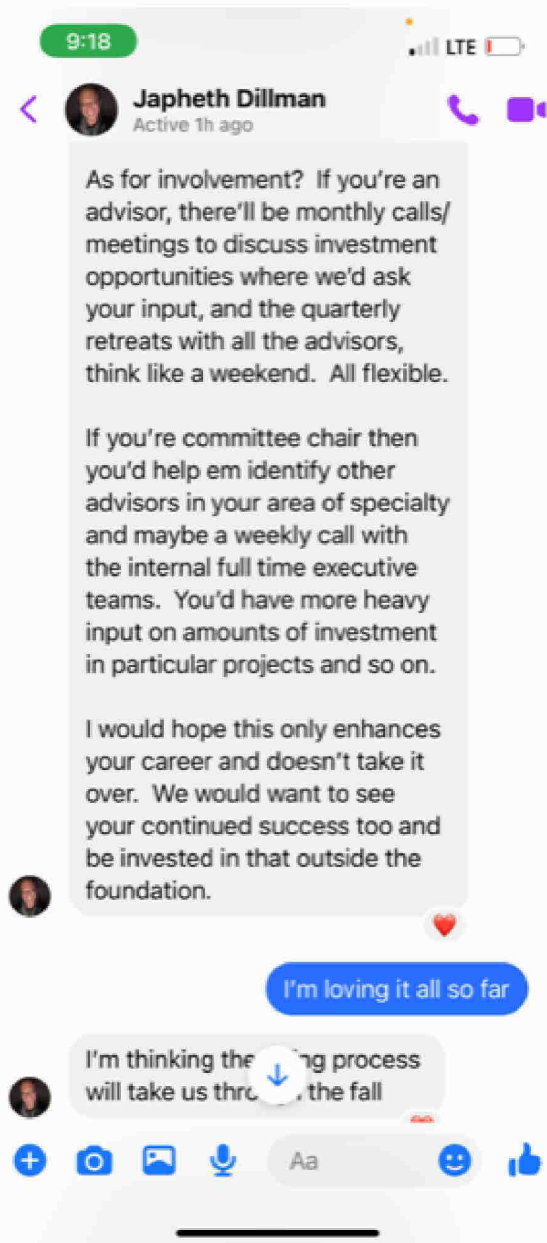 9:18
LTE
Japheth Dillman
Active 1h ago
As for involvement?  If you're an
advisor, there'll be monthly calls/
meetings to discuss investment
opportunities where we'd ask
your input, and the quarterly
retreats with all the advisors,
think like a weekend.  All flexible.
If you're committee chair then
you'd help em identify other
advisors in your area of specialty
and maybe a weekly call with
the internal full time executive
teams.  You'd have more heavy
input on amounts of investment
in particular projects and so on.
I would hope this only enhances
your career and doesn't take it
over.  We would want to see
your continued success too and
be invested in that outside the
foundation.
I'm loving it all so far
I'm thinking the process
will take us the fall
Aa